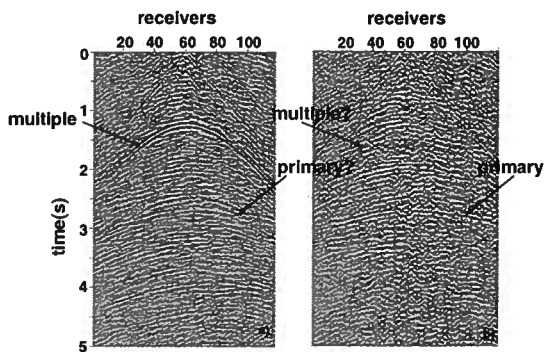 receivers
20 40 60 80 100
receivers
20 40 60 80 100
0
1
2
3
4
5
time(s)
multiple
primary?
a)
multiple?
primary
b)